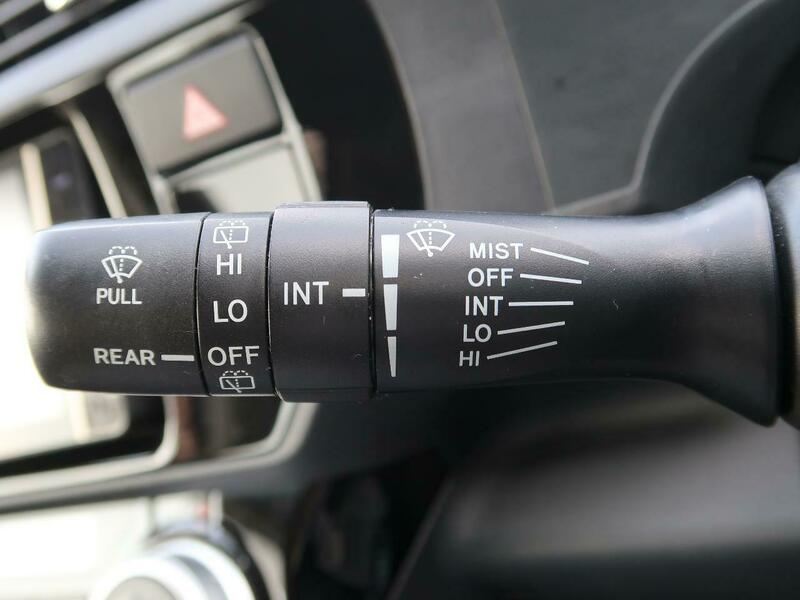 PULL
REAR
HI
LO
OFF
INT
MIST
OFF
INT
LO
HI